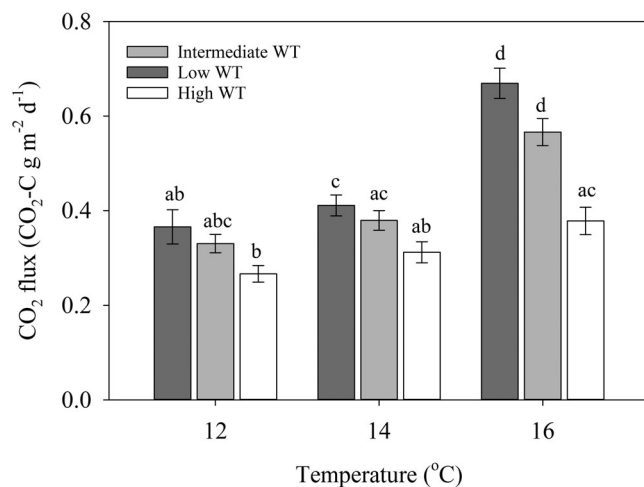 CO₂ flux (CO₂-C g m⁻² d⁻¹)
0.8
0.6
0.4
0.2
0.0
Intermediate WT
Low WT
High WT
ab
abc
b
c
ac
ab
d
d
ac
12
14
16
Temperature (°C)